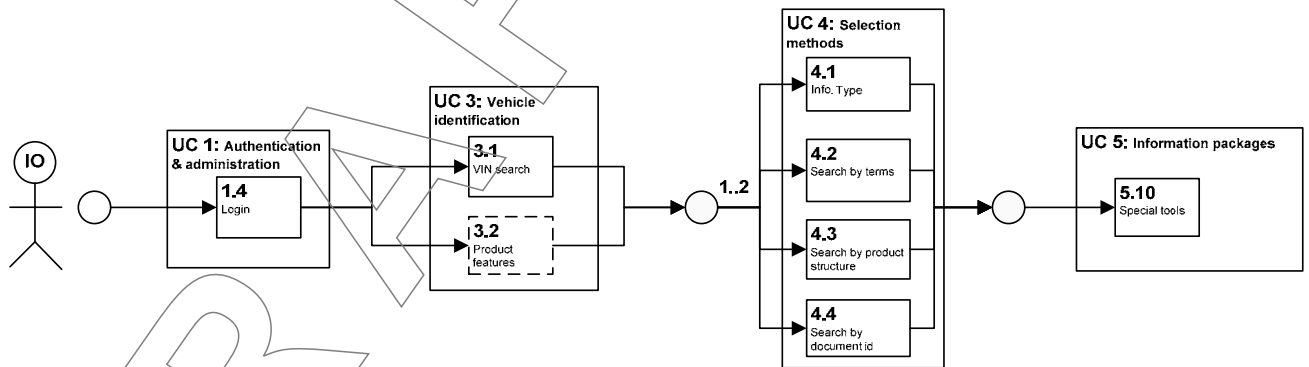 IO
UC 1: Authentication
& administration
1.4
Login
UC 3: Vehicle
identification
3.1
VIN search
3.2
Product
features
1..2
UC 4: Selection
methods
4.1
Info. Type
4.2
Search by terms
4.3
Search by product
structure
4.4
Search by
document id
UC 5: Information packages
5.10
Special tools